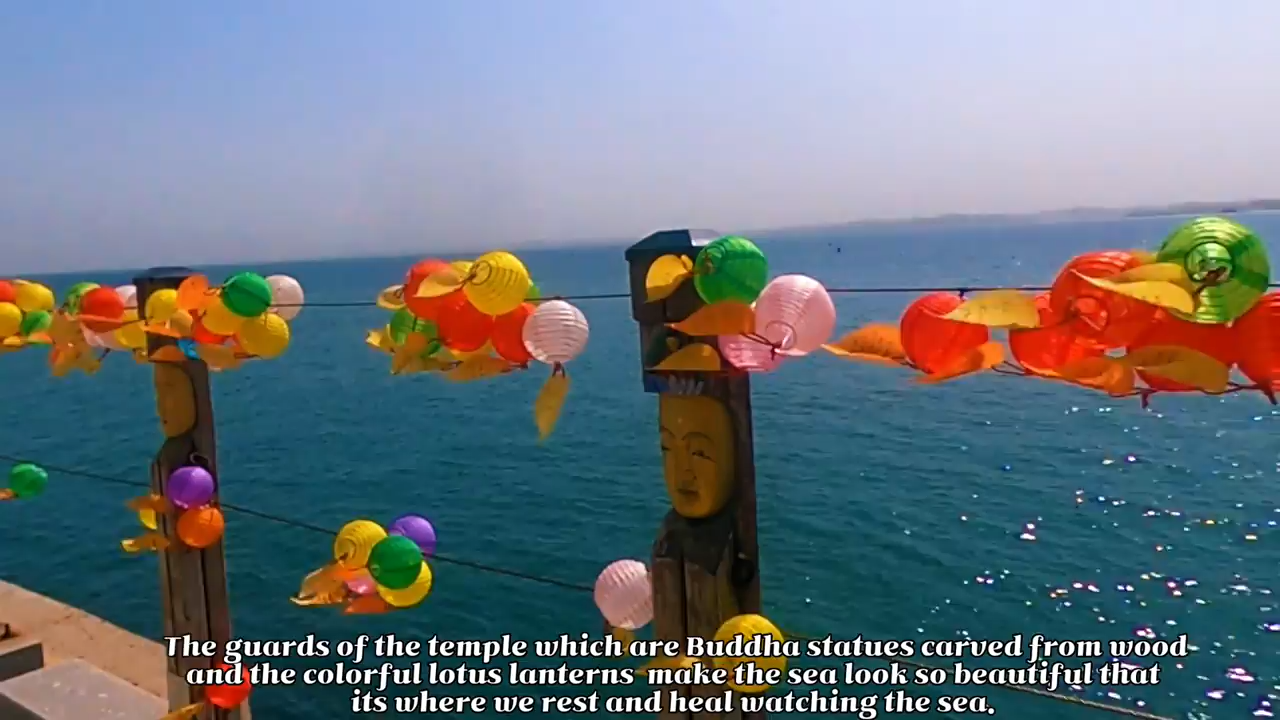 The guards of the temple which are Buddha statues carved from wood
and the colorful lotus lanterns  make the sea look so beautiful that
its where we rest and heal watching the sea.